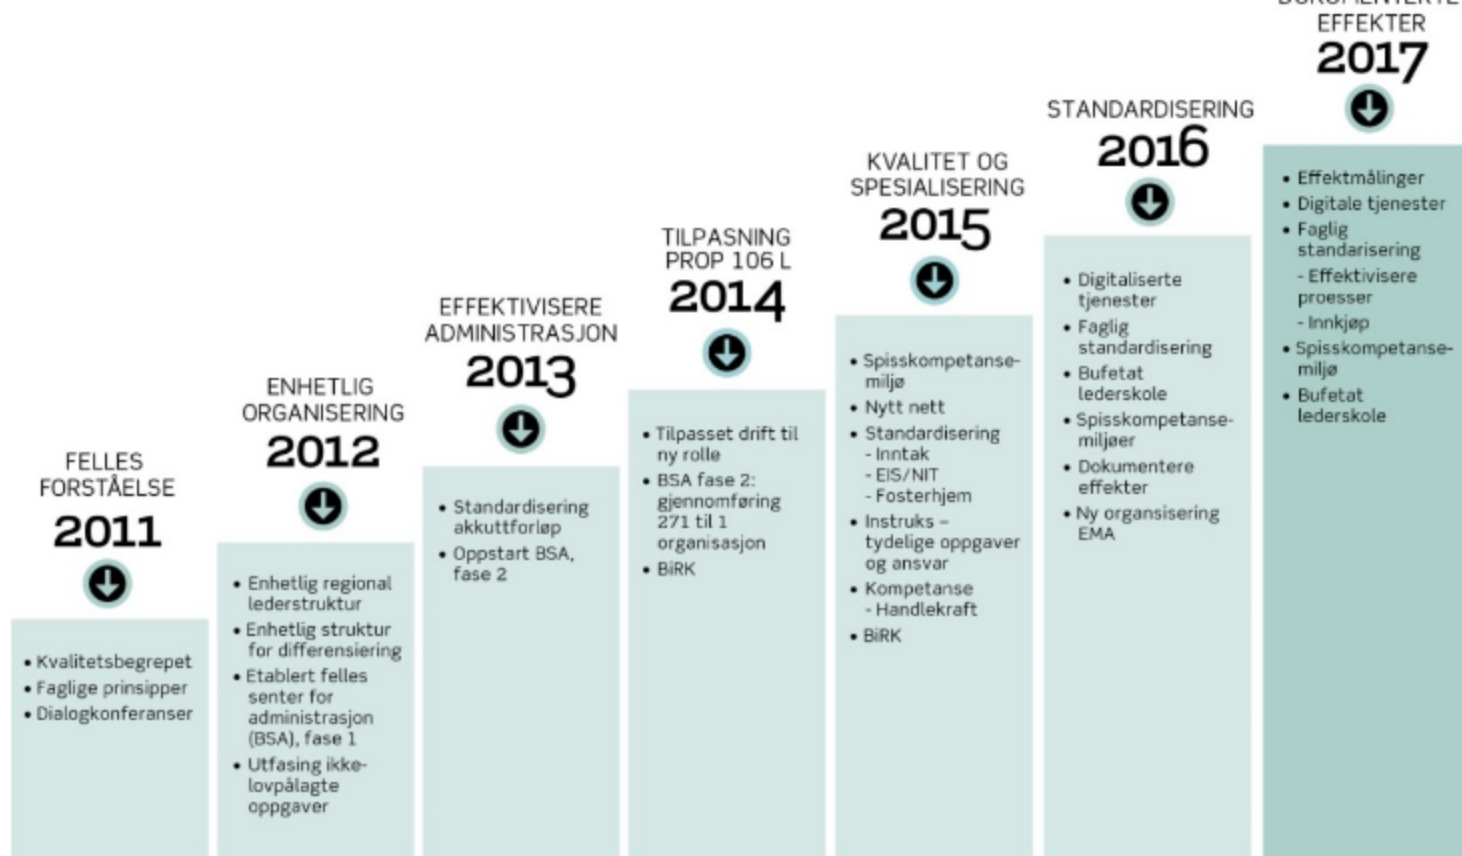 FELLES
FORSTÅELSE
2011
• Kvalitetsbegrepet
• Faglige prinsipper
• Dialogkonferanser
ENHETLIG
ORGANISERING
2012
• Enhetlig regional
lederstruktur
• Enhetlig struktur
for differensiering
• Etablert felles
senter for
administrasjon
(BSA), fase 1
• Utfasing ikke-
lovpålagte
oppgaver
EFFEKTIVISERE
ADMINISTRASJON
2013
• Standardisering
akkuttforløp
• Oppstart BSA,
fase 2
TILPASNING
PROP 106 L
2014
• Tilpasset drift til
ny rolle
• BSA fase 2:
gjennomføring
271 til 1
organisasjon
• BiRK
KVALITET OG
SPESIALISERING
2015
• Spisskompetanse-
miljø
• Nytt nett
• Standardisering
- Inntak
- EIS/NIT
- Fosterhjem
• Instruks –
tydelige oppgaver
og ansvar
• Kompetanse
- Handlekraft
• BiRK
STANDARDISERING
2016
• Digitaliserte
tjenester
• Faglig
standardisering
• Bufetat
lederskole
• Spisskompetanse-
miljøer
• Dokumentere
effekter
• Ny organsisering
EMA
EFFEKTER
2017
• Effektmålinger
• Digitale tjenester
• Faglig
standarisering
- Effektivisere
proesser
- Innkjøp
• Spisskompetanse-
miljø
• Bufetat
lederskole